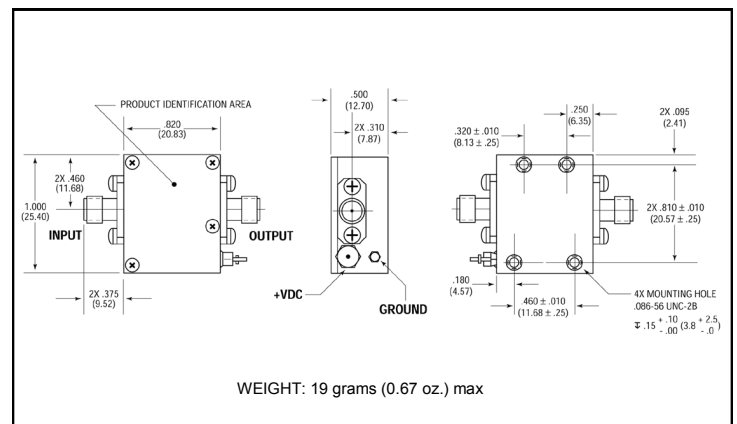 PRODUCT IDENTIFICATION AREA
.820
(20.83)
2X .460
(11.68)
1.000
(25.40)
INPUT
OUTPUT
2X .375
(9.52)
.500
(12.70)
2X .310
(7.87)
+VDC
GROUND
.250
(6.35)
2X .095
(2.41)
.320 ± .010
(8.13 ± .25)
2X .810 ± .010
(20.57 ± .25)
.180
(4.57)
.460 ± .010
(11.68 ± .25)
4X MOUNTING HOLE
.086-56 UNC-2B
↧ .15 + .10 - .00 (3.8 + 2.5 - .0)
WEIGHT: 19 grams (0.67 oz.) max